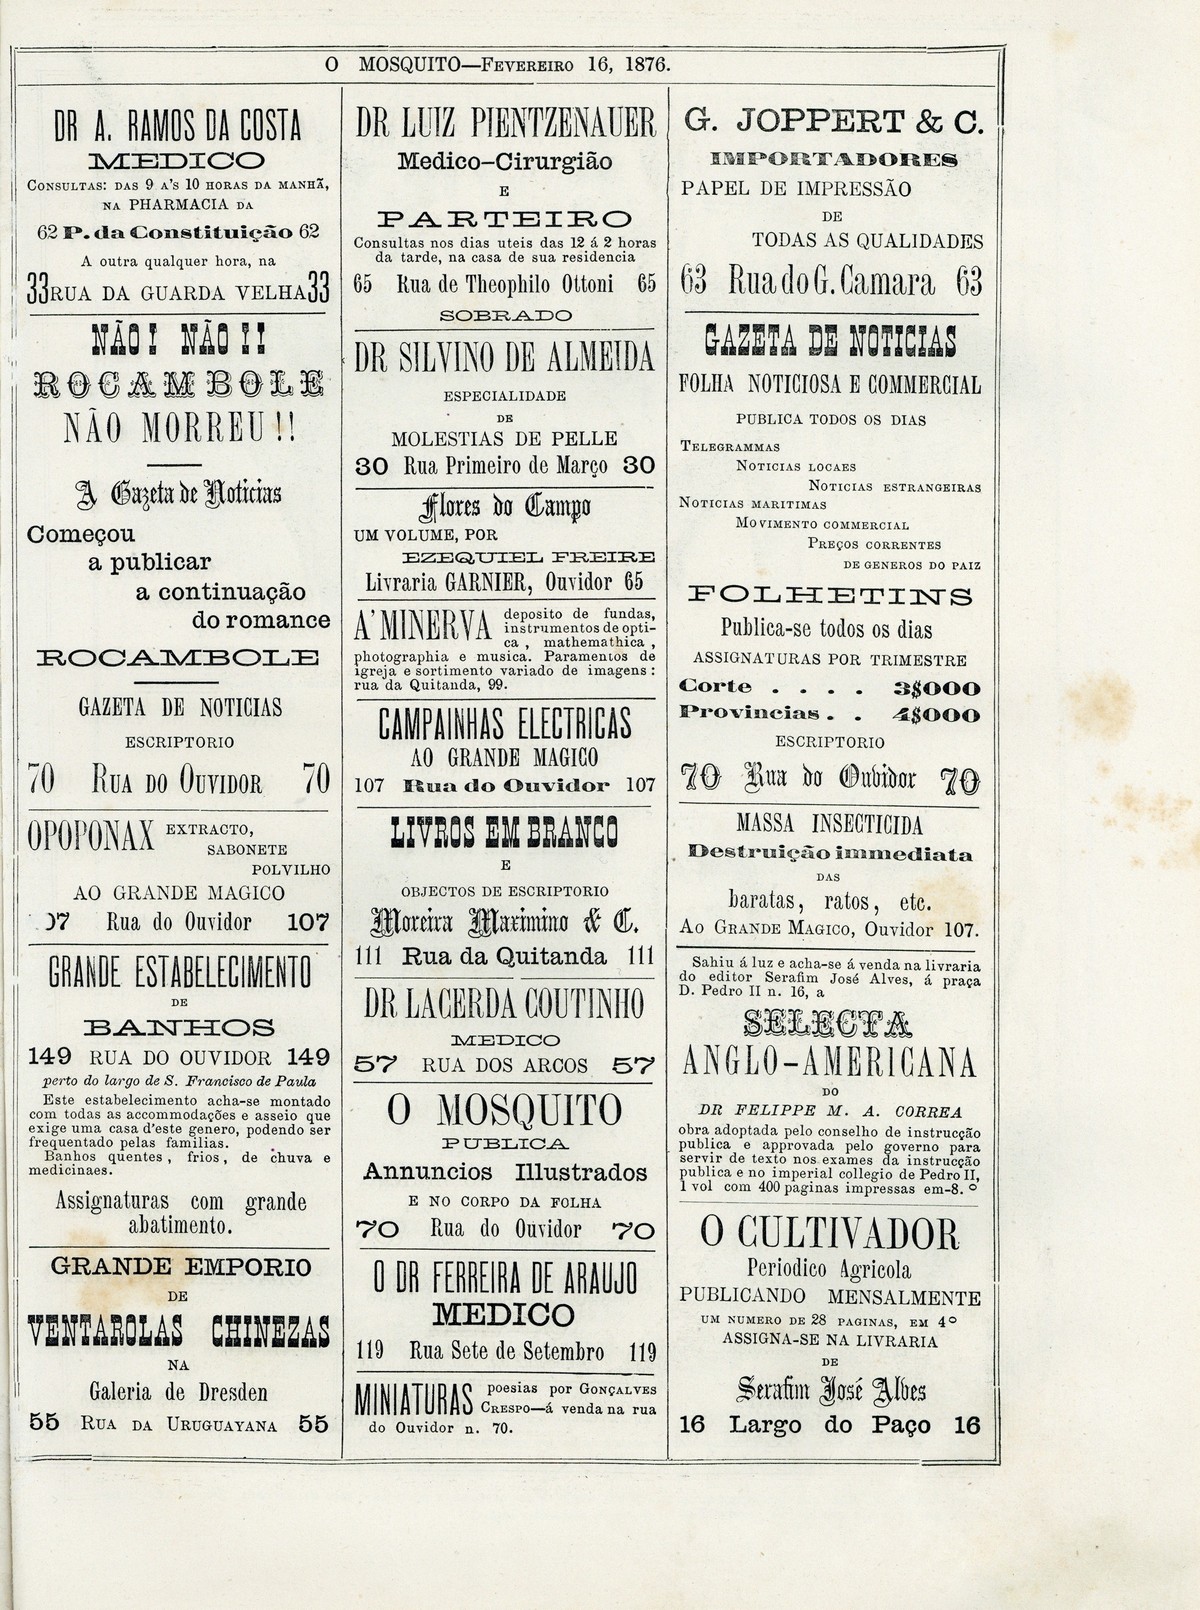 O MOSQUITO—FEVEREIRO 16, 1876.
DR A. RAMOS DA COSTA
MEDICO
CONSULTAS: DAS 9 A'S 10 HORAS DA MANHÃ,
NA PHARMACIA DA
62 P. da Constituição 62
A outra qualquer hora, na
33 RUA DA GUARDA VELHA 33
NÃO! NÃO!!
ROCAMBOLE
NÃO MORREU!!
A Gazeta de Noticias
Começou
a publicar
a continuação
do romance
ROCAMBOLE
GAZETA DE NOTICIAS
ESCRIPTORIO
70 RUA DO OUVIDOR 70
OPOPONAX EXTRACTO,
SABONETE
POLVILHO
AO GRANDE MAGICO
07 Rua do Ouvidor 107
GRANDE ESTABELECIMENTO
DE
BANHOS
149 RUA DO OUVIDOR 149
perto do largo de S. Francisco de Paula
Este estabelecimento acha-se montado
com todas as accommodações e asseio que
exige uma casa d'este genero, podendo ser
frequentado pelas familias.
Banhos quentes, frios, de chuva e
medicinaes.
Assignaturas com grande
abatimento.
GRANDE EMPORIO
DE
VENTAROLAS CHINEZAS
NA
Galeria de Dresden
55 RUA DA URUGUAYANA 55
DR LUIZ PIENTZENAUER
Medico-Cirurgião
E
PARTEIRO
Consultas nos dias uteis das 12 á 2 horas
da tarde, na casa de sua residencia
65 Rua de Theophilo Ottoni 65
SOBRADO
DR SILVINO DE ALMEIDA
ESPECIALIDADE
DE
MOLESTIAS DE PELLE
30 Rua Primeiro de Março 30
Flores do Campo
UM VOLUME, POR
EZEQUIEL FREIRE
Livraria GARNIER, Ouvidor 65
A' MINERVA deposito de fundas,
instrumentos de opti-
ca, mathemathica,
photographia e musica. Paramentos de
igreja e sortimento variado de imagens:
rua da Quitanda, 99.
CAMPAINHAS ELECTRICAS
AO GRANDE MAGICO
107 Rua do Ouvidor 107
LIVROS EM BRANCO
E
OBJECTOS DE ESCRIPTORIO
Moreira Maximino & C.
111 Rua da Quitanda 111
DR LACERDA COUTINHO
MEDICO
57 RUA DOS ARCOS 57
O MOSQUITO
PUBLICA
Annuncios Illustrados
E NO CORPO DA FOLHA
70 Rua do Ouvidor 70
O DR FERREIRA DE ARAUJO
MEDICO
119 Rua Sete de Setembro 119
MINIATURAS poesias por GONÇALVES
CRESPO—á venda na rua
do Ouvidor n. 70.
G. JOPPERT & C.
IMPORTADORES
PAPEL DE IMPRESSÃO
DE
TODAS AS QUALIDADES
63 Rua do G. Camara 63
GAZETA DE NOTICIAS
FOLHA NOTICIOSA E COMMERCIAL
PUBLICA TODOS OS DIAS
TELEGRAMMAS
NOTICIAS LOCAES
NOTICIAS ESTRANGEIRAS
NOTICIAS MARITIMAS
MOVIMENTO COMMERCIAL
PREÇOS CORRENTES
DE GENEROS DO PAIZ
FOLHETINS
Publica-se todos os dias
ASSIGNATURAS POR TRIMESTRE
Corte . . . . 3$000
Provincias . . 4$000
ESCRIPTORIO
70 Rua do Ouvidor 70
MASSA INSECTICIDA
Destruição immediata
DAS
baratas, ratos, etc.
AO GRANDE MAGICO, Ouvidor 107.
Sahiu á luz e acha-se á venda na livraria
do editor Serafim José Alves, á praça
D. Pedro II n. 16, a
SELECTA
ANGLO-AMERICANA
DO
DR FELIPPE M. A. CORREA
obra adoptada pelo conselho de instrucção
publica e approvada pelo governo para
servir de texto nos exames da instrucção
publica e no imperial collegio de Pedro II,
1 vol com 400 paginas impressas em-8.º
O CULTIVADOR
Periodico Agricola
PUBLICANDO MENSALMENTE
UM NUMERO DE 28 PAGINAS, EM 4º
ASSIGNA-SE NA LIVRARIA
DE
Serafim José Alves
16 Largo do Paço 16